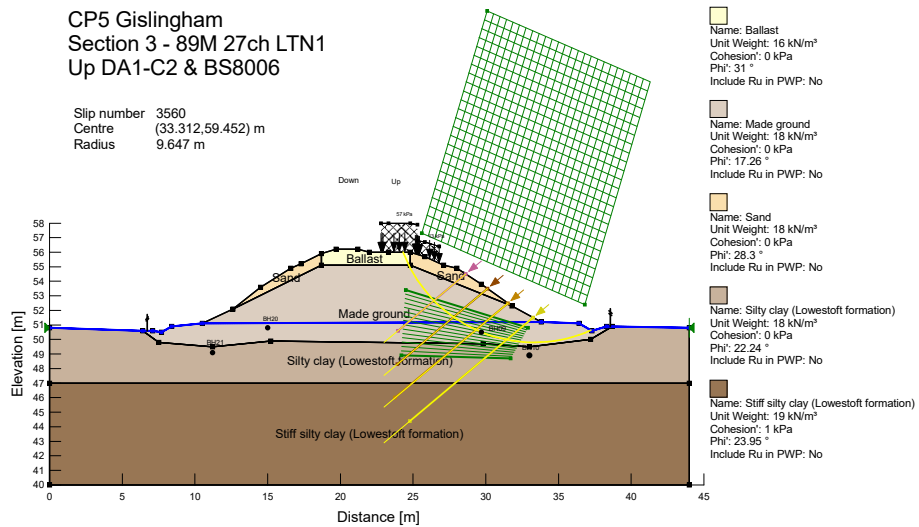 CP5 Gislingham
Section 3 - 89M 27ch LTN1
Up DA1-C2 & BS8006
Slip number 3560
Centre (33.312,59.452) m
Radius 9.647 m
Down
Up
57 kPa
Ballast
Sand
Sand
Made ground
BH20
BH21
Silty clay (Lowestoft formation)
Stiff silty clay (Lowestoft formation)
Elevation [m]
58
57
56
55
54
53
52
51
50
49
48
47
46
45
44
43
42
41
40
0
5
10
15
20
25
30
35
40
45
Distance [m]
Name: Ballast
Unit Weight: 16 kN/m³
Cohesion': 0 kPa
Phi': 31 °
Include Ru in PWP: No
Name: Made ground
Unit Weight: 18 kN/m³
Cohesion': 0 kPa
Phi': 17.26 °
Include Ru in PWP: No
Name: Sand
Unit Weight: 18 kN/m³
Cohesion': 0 kPa
Phi': 28.3 °
Include Ru in PWP: No
Name: Silty clay (Lowestoft formation)
Unit Weight: 18 kN/m³
Cohesion': 0 kPa
Phi': 22.24 °
Include Ru in PWP: No
Name: Stiff silty clay (Lowestoft formation)
Unit Weight: 19 kN/m³
Cohesion': 1 kPa
Phi': 23.95 °
Include Ru in PWP: No